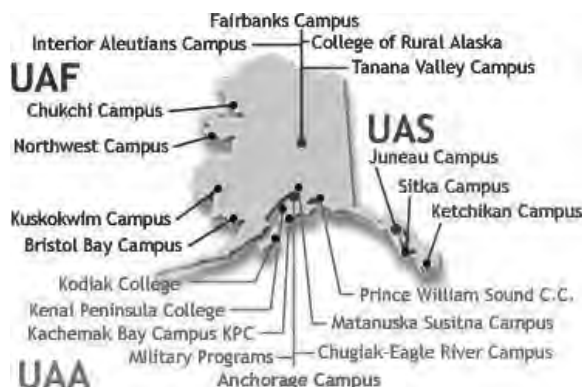 Fairbanks Campus
Interior Aleutians Campus
College of Rural Alaska
Tanana Valley Campus
UAF
Chukchi Campus
Northwest Campus
UAS
Juneau Campus
Sitka Campus
Ketchikan Campus
Kuskokwim Campus
Bristol Bay Campus
Kodiak College
Kenai Peninsula College
Kachemak Bay Campus KPC
Military Programs
Prince William Sound C.C.
Matanuska Susitna Campus
Chugiak-Eagle River Campus
UAA
Anchorage Campus